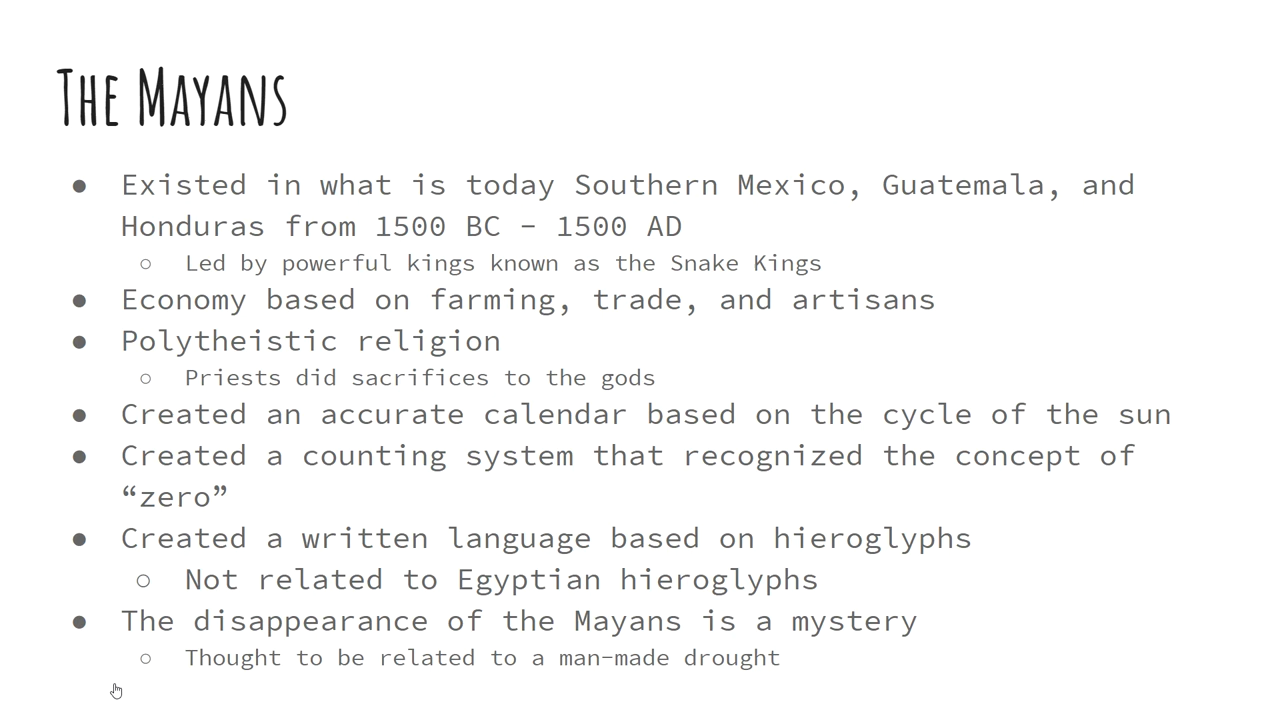 The Mayans
● Existed in what is today Southern Mexico, Guatemala, and
Honduras from 1500 BC - 1500 AD
○ Led by powerful kings known as the Snake Kings
● Economy based on farming, trade, and artisans
● Polytheistic religion
○ Priests did sacrifices to the gods
● Created an accurate calendar based on the cycle of the sun
● Created a counting system that recognized the concept of
“zero”
● Created a written language based on hieroglyphs
○ Not related to Egyptian hieroglyphs
● The disappearance of the Mayans is a mystery
○ Thought to be related to a man-made drought